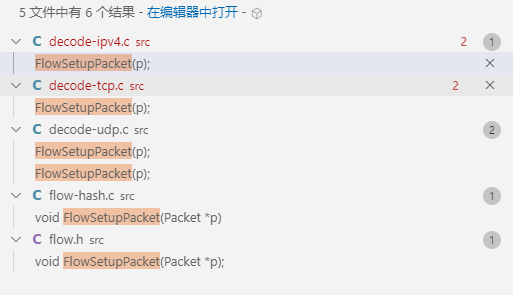 5 文件中有 6 个结果 - 在编辑器中打开 -
C decode-ipv4.c src 2 1
FlowSetupPacket(p);
C decode-tcp.c src 2
FlowSetupPacket(p);
C decode-udp.c src 2
FlowSetupPacket(p);
FlowSetupPacket(p);
C flow-hash.c src 1
void FlowSetupPacket(Packet *p)
C flow.h src 1
void FlowSetupPacket(Packet *p);